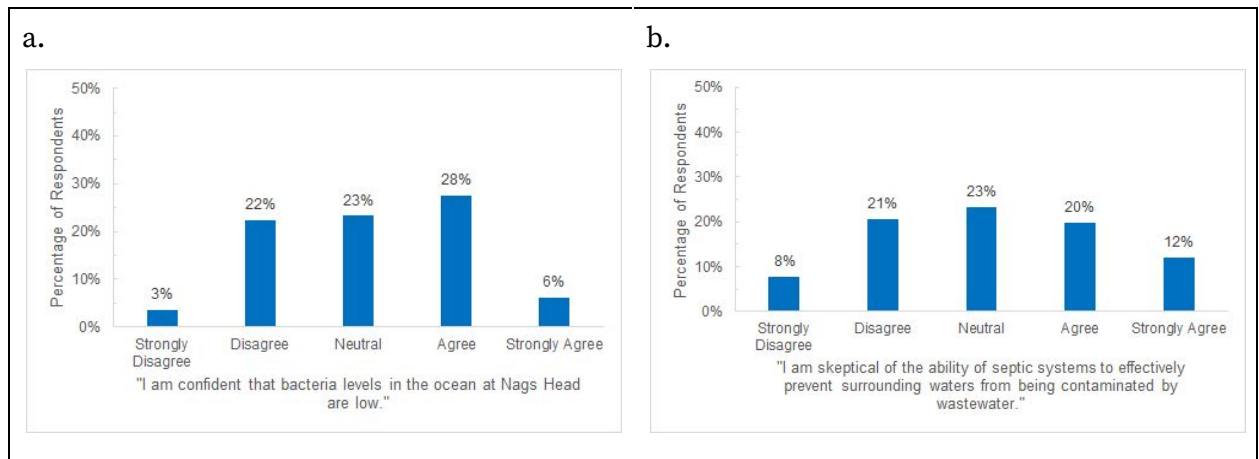 a.
50%
40%
30%
20%
10%
0%
Percentage of Respondents
3%
22%
23%
28%
6%
Strongly
Disagree
Disagree
Neutral
Agree
Strongly Agree
"I am confident that bacteria levels in the ocean at Nags Head
are low."
b.
50%
40%
30%
20%
10%
0%
Percentage of Respondents
8%
21%
23%
20%
12%
Strongly
Disagree
Disagree
Neutral
Agree
Strongly Agree
"I am skeptical of the ability of septic systems to effectively
prevent surrounding waters from being contaminated by
wastewater."